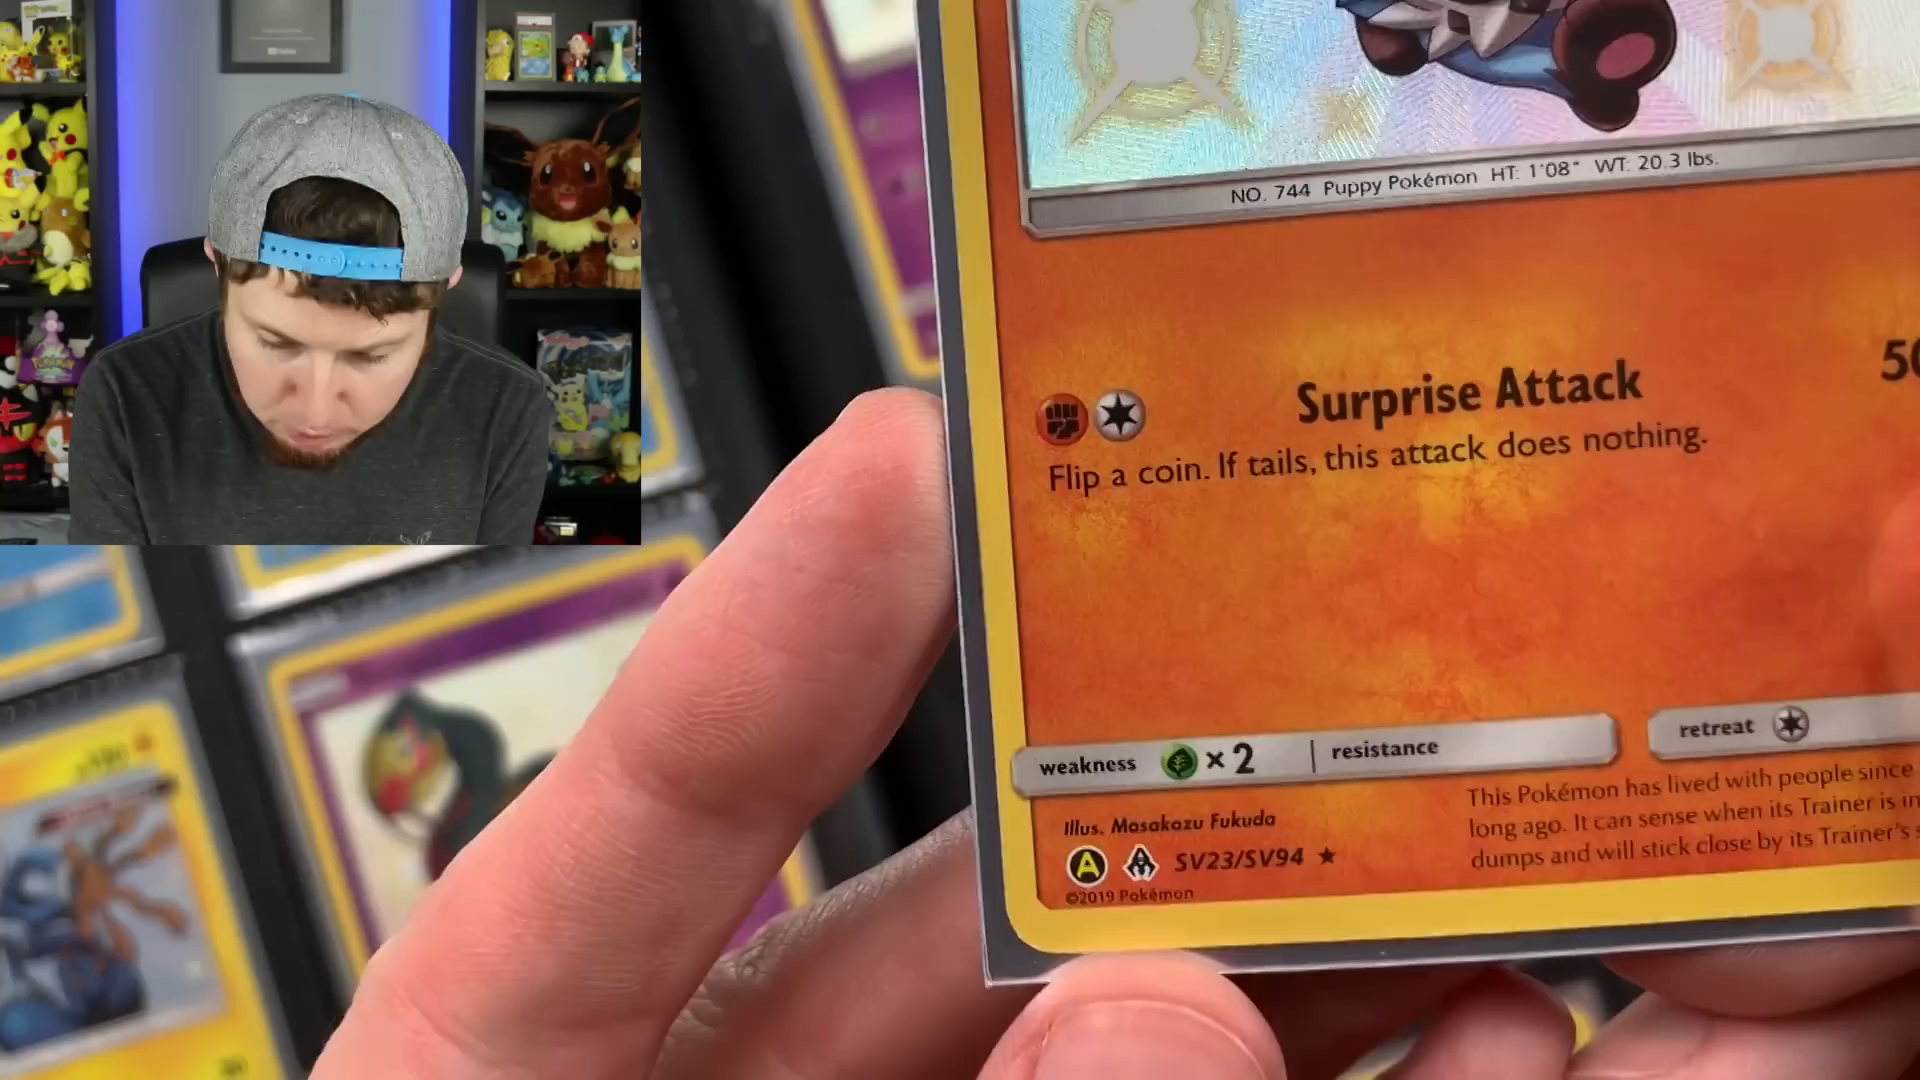 NO. 744 Puppy Pokémon HT: 1'08" WT: 20.3 lbs.
Surprise Attack
50
Flip a coin. If tails, this attack does nothing.
weakness ×2 resistance
retreat
This Pokémon has lived with people since
long ago. It can sense when its Trainer is in
dumps and will stick close by its Trainer's s
Illus. Masakazu Fukuda
A SV23/SV94 ★
©2019 Pokémon